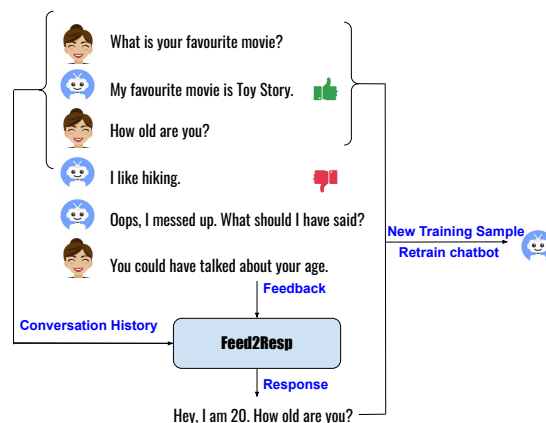 What is your favourite movie?
My favourite movie is Toy Story.
How old are you?
I like hiking.
Oops, I messed up. What should I have said?
You could have talked about your age.
New Training Sample
Retrain chatbot
Feedback
Conversation History
Feed2Resp
Response
Hey, I am 20. How old are you?